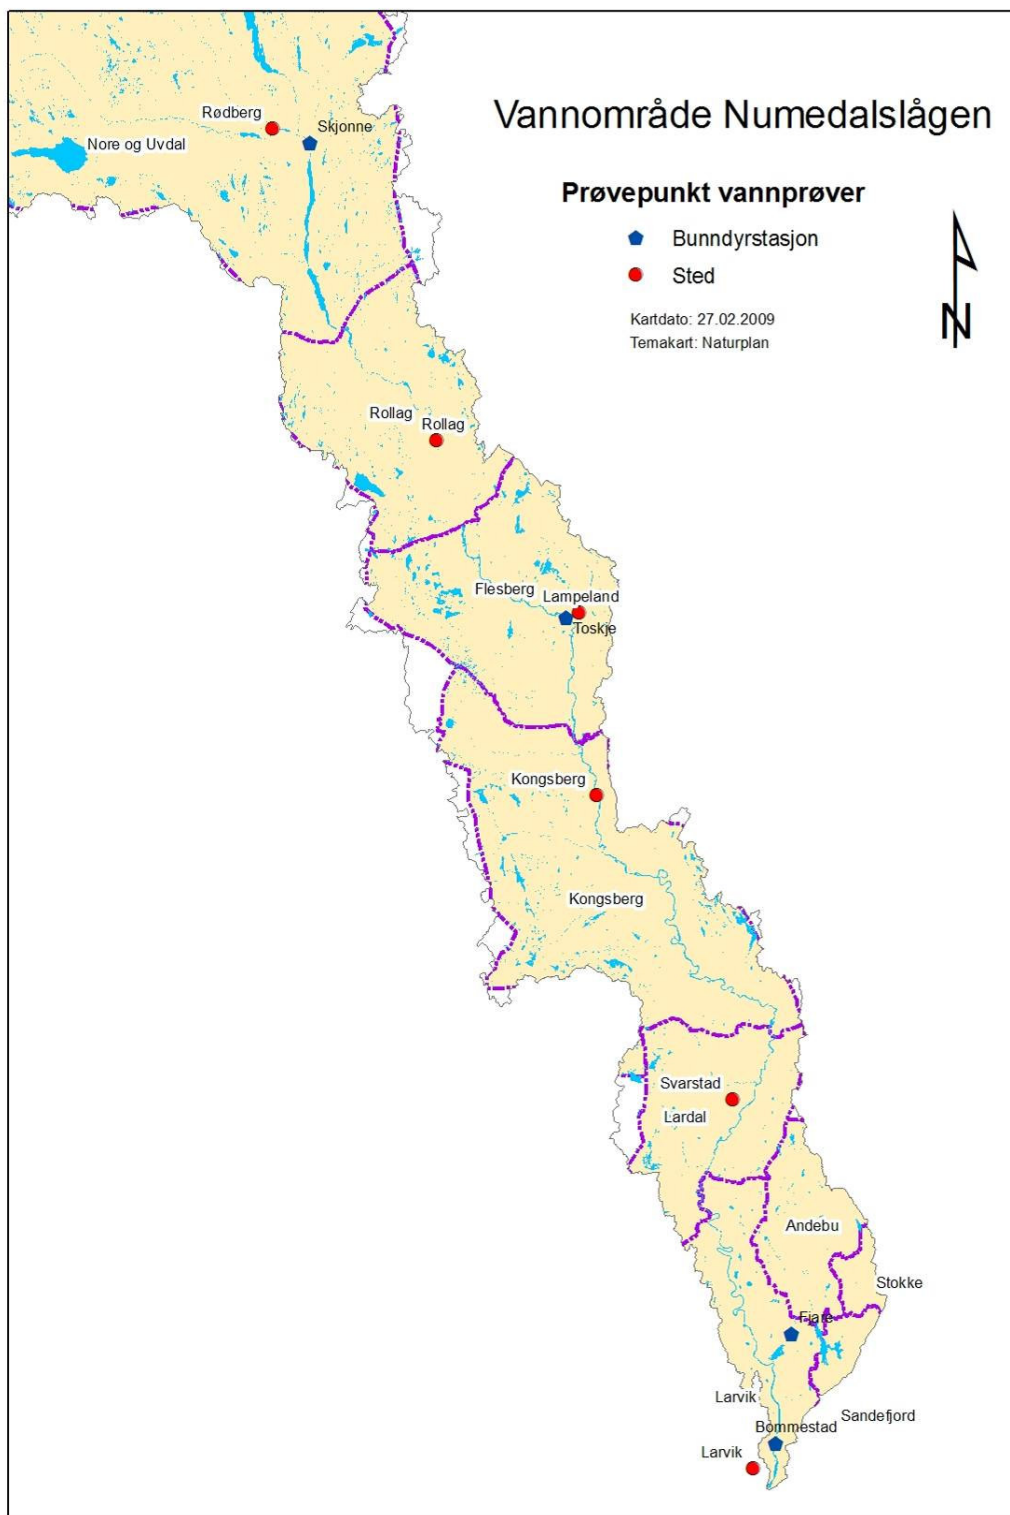 Vannområde Numedalslågen
Prøvepunkt vannprøver
Bunndyrstasjon
Sted
Kartdato: 27.02.2009
Temakart: Naturplan
N
Rødberg
Skjonne
Nore og Uvdal
Rollag
Rollag
Flesberg
Lampeland
Toskje
Kongsberg
Kongsberg
Svarstad
Lardal
Andebu
Stokke
Fjære
Larvik
Sandefjord
Bommestad
Larvik